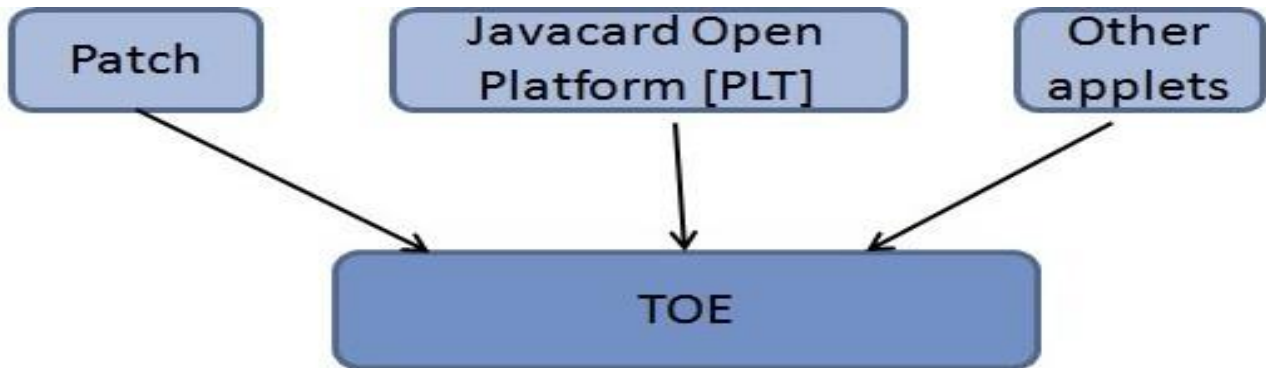 Patch
Javacard Open
Platform [PLT]
Other
applets
TOE